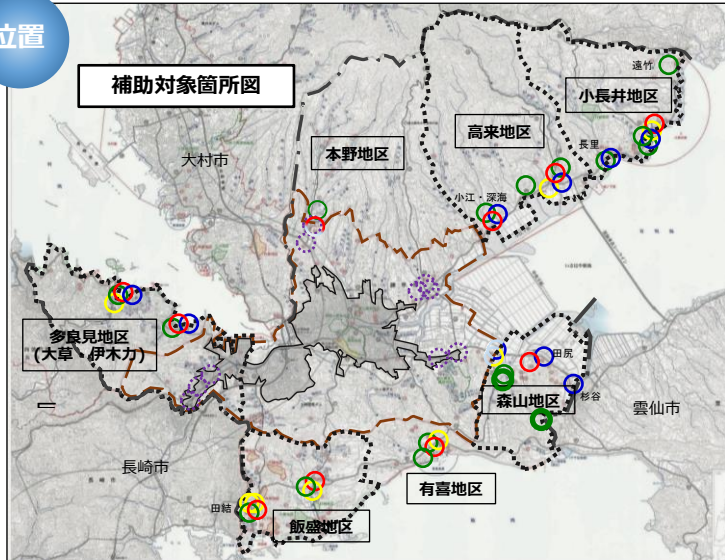 位置
補助対象箇所図
遠竹
小長井地区
高来地区
長里
本野地区
大村市
小江・深海
多良見地区
(大草 伊木力)
田尻
杉谷
森山地区
雲仙市
長崎市
有喜地区
田結
飯盛地区